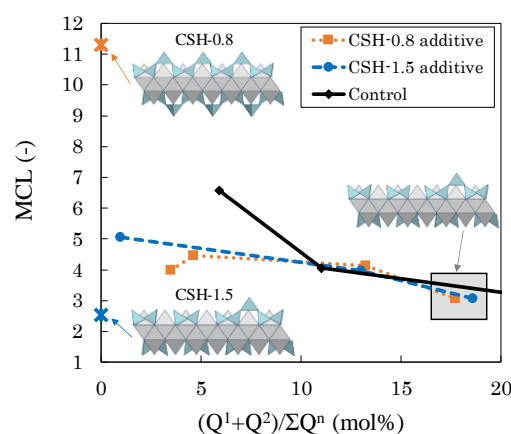 12
11
10
9
8
7
6
5
4
3
2
1
MCL (-)
CSH-0.8
CSH-0.8 additive
CSH-1.5 additive
Control
CSH-1.5
0
5
10
15
20
(Q¹+Q²)/ΣQⁿ (mol%)